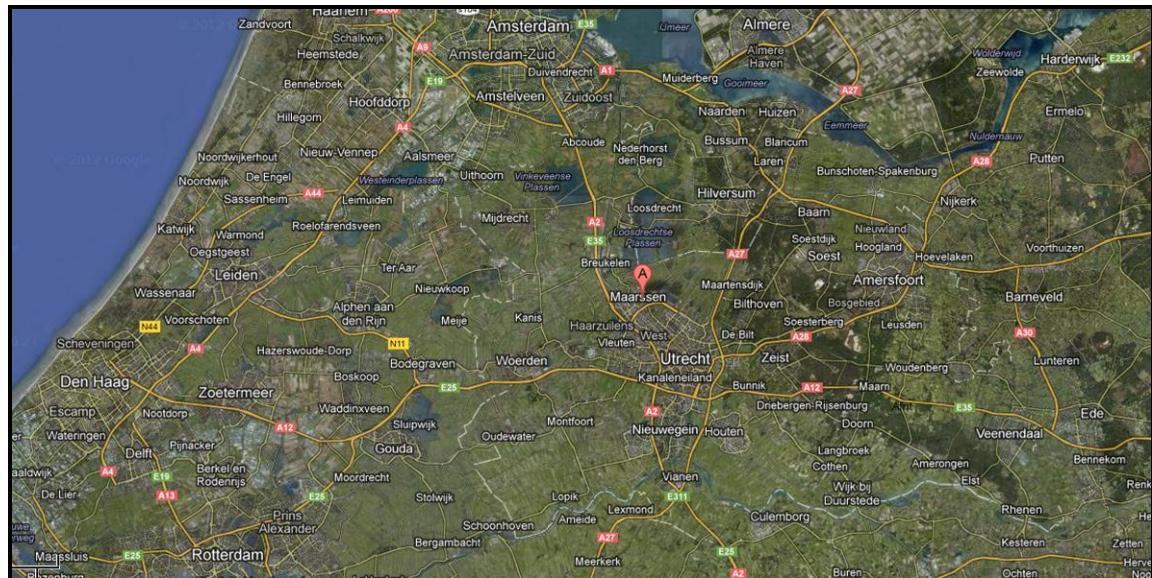 Haarlem
Zandvoort
Amsterdam
E35
IJmeer
Almere
Schalkwijk
A9
Heemstede
Amsterdam-Zuid
Almere
Haven
Wolderwijd
Harderwijk
E232
Duivendrecht
A1
Muiderberg
Zeewolde
Bennebroek
E19
Gooimeer
A27
Hoofddorp
Amstelveen
Zuidoost
Hillegom
Naarden
Huizen
Ermelo
A4
Eemmeer
Abcoude
Nederhorst
den Berg
Bussum
Blaricum
Nuldernauw
© 2012 Google
Noordwijkerhout
Nieuw-Vennep
Aalsmeer
Laren
A28
Putten
De Engel
Westeinderplassen
Uithoorn
Vinkeveense
Plassen
Bunschoten-Spakenburg
Noordwijk
A44
Sassenheim
Leimuiden
Hilversum
Nijkerk
Mijdrecht
A2
Loosdrecht
Baarn
Katwijk
Warmond
Roelofarendsveen
E35
Loosdrechtse
Plassen
Soestdijk
Nieuwland
Hoogland
Voorthuizen
Oegstgeest
A27
Soest
Hoevelaken
Leiden
Ter Aar
Breukelen
A
Amersfoort
Wassenaar
Nieuwkoop
Maarssen
Maartensdijk
Bilthoven
Bosgebied
Barneveld
Alphen aan
den Rijn
Meije
Kanis
Voorschoten
N44
Haarzuilens
West
De Bilt
Soesterberg
Leusden
A30
Scheveningen
A4
Hazerswoude-Dorp
N11
Vleuten
A28
Bodegraven
Woerden
Utrecht
Zeist
Lunteren
Den Haag
Zoetermeer
Boskoop
E25
Kanaleneiland
Bunnik
A12
Maarn
Woudenberg
Escamp
Nootdorp
Waddinxveen
A2
Driebergen-Rijsenburg
E35
Ede
Wateringen
A12
Sluipwijk
Montfoort
Nieuwegein
Houten
Doorn
Veenendaal
Pijnacker
Oudewater
Delft
Gouda
Langbroek
Bennekom
A4
E19
Berkel en
Rodenrijs
Moordrecht
Vianen
Cothen
Amerongen
Elst
De Lier
A13
E25
Stolwijk
Lopik
E311
Wijk bij
Duurstede
Rhenen
Prins
Alexander
Schoonhoven
Ameide
Lexmond
Culemborg
Maassluis
E25
Rotterdam
Bergambacht
A27
Meerkerk
E25
Kesteren
Zetten
A2
Buren
Ochten